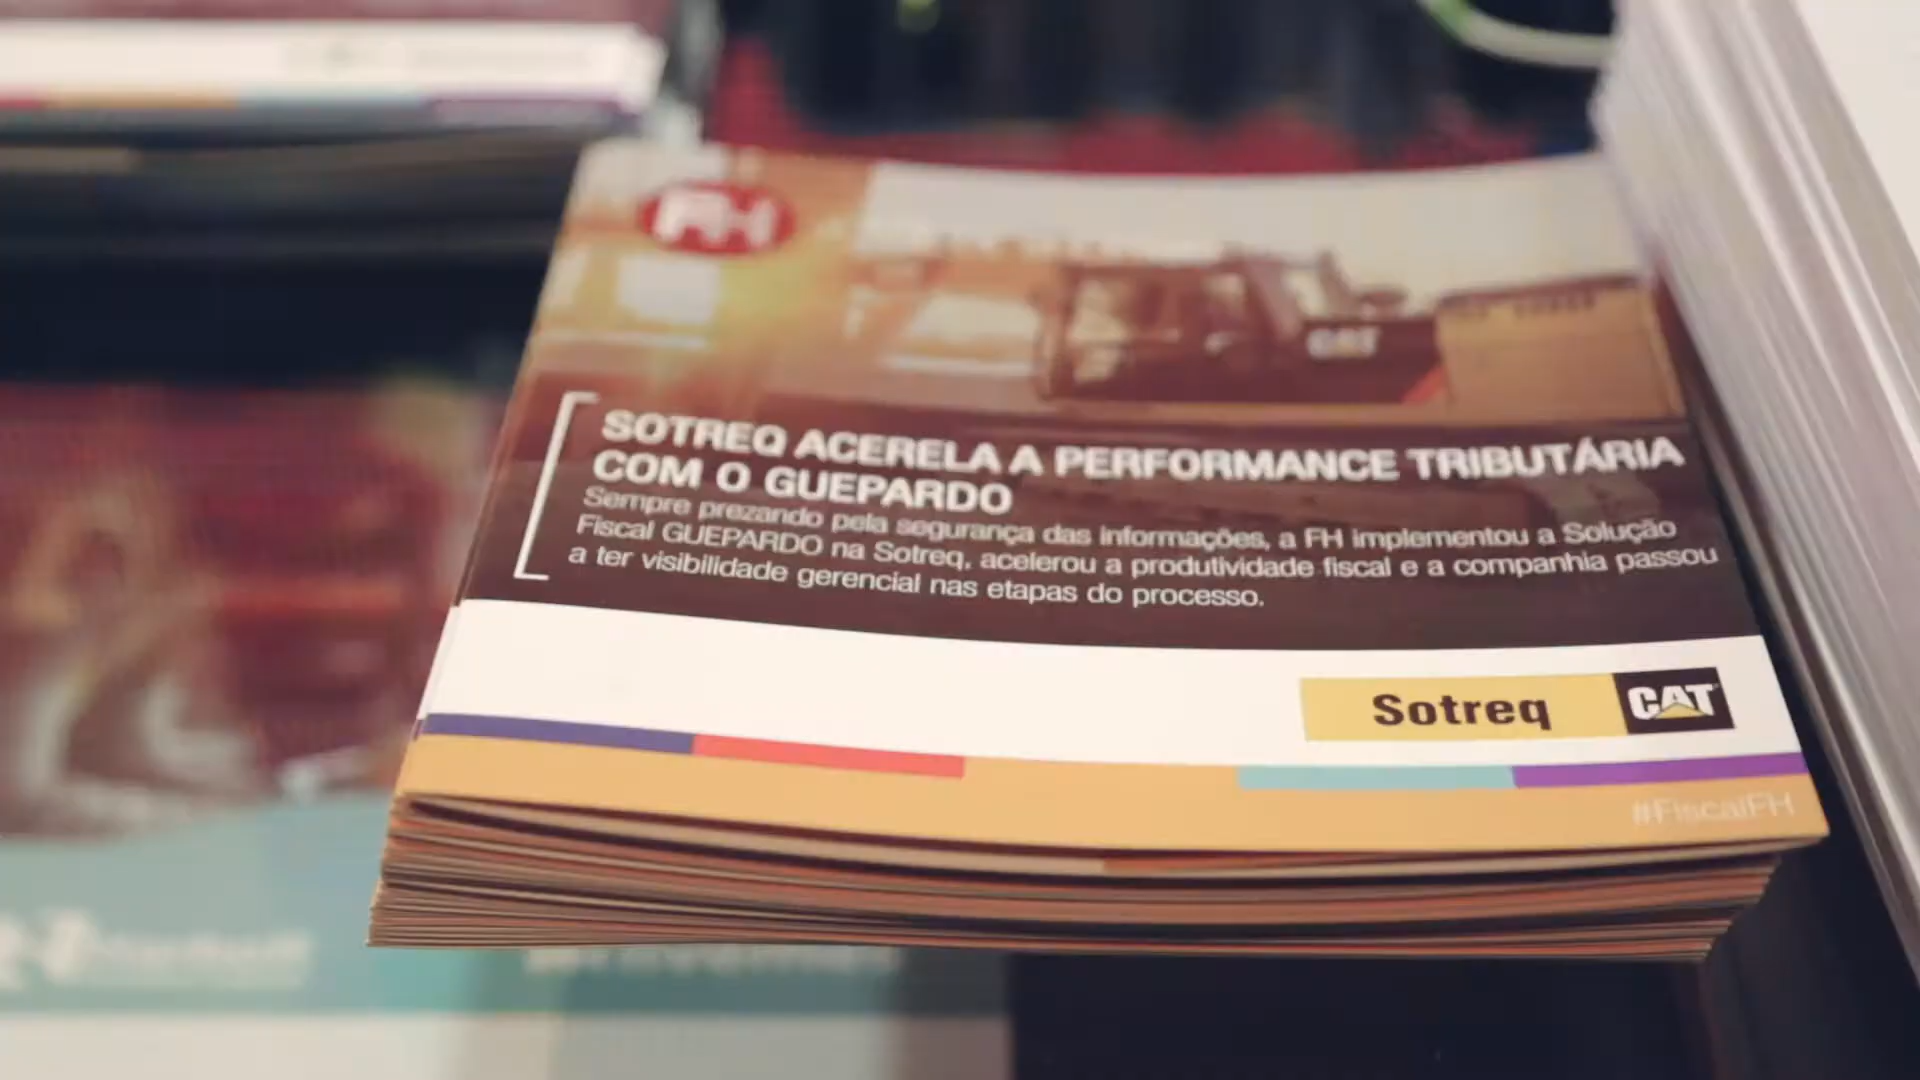 FH
CAT
SOTREQ ACERELA A PERFORMANCE TRIBUTÁRIA
COM O GUEPARDO
Sempre prezando pela segurança das informações, a FH implementou a Solução
Fiscal GUEPARDO na Sotreq, acelerou a produtividade fiscal e a companhia passou
a ter visibilidade gerencial nas etapas do processo.
Sotreq CAT
#FiscalFH